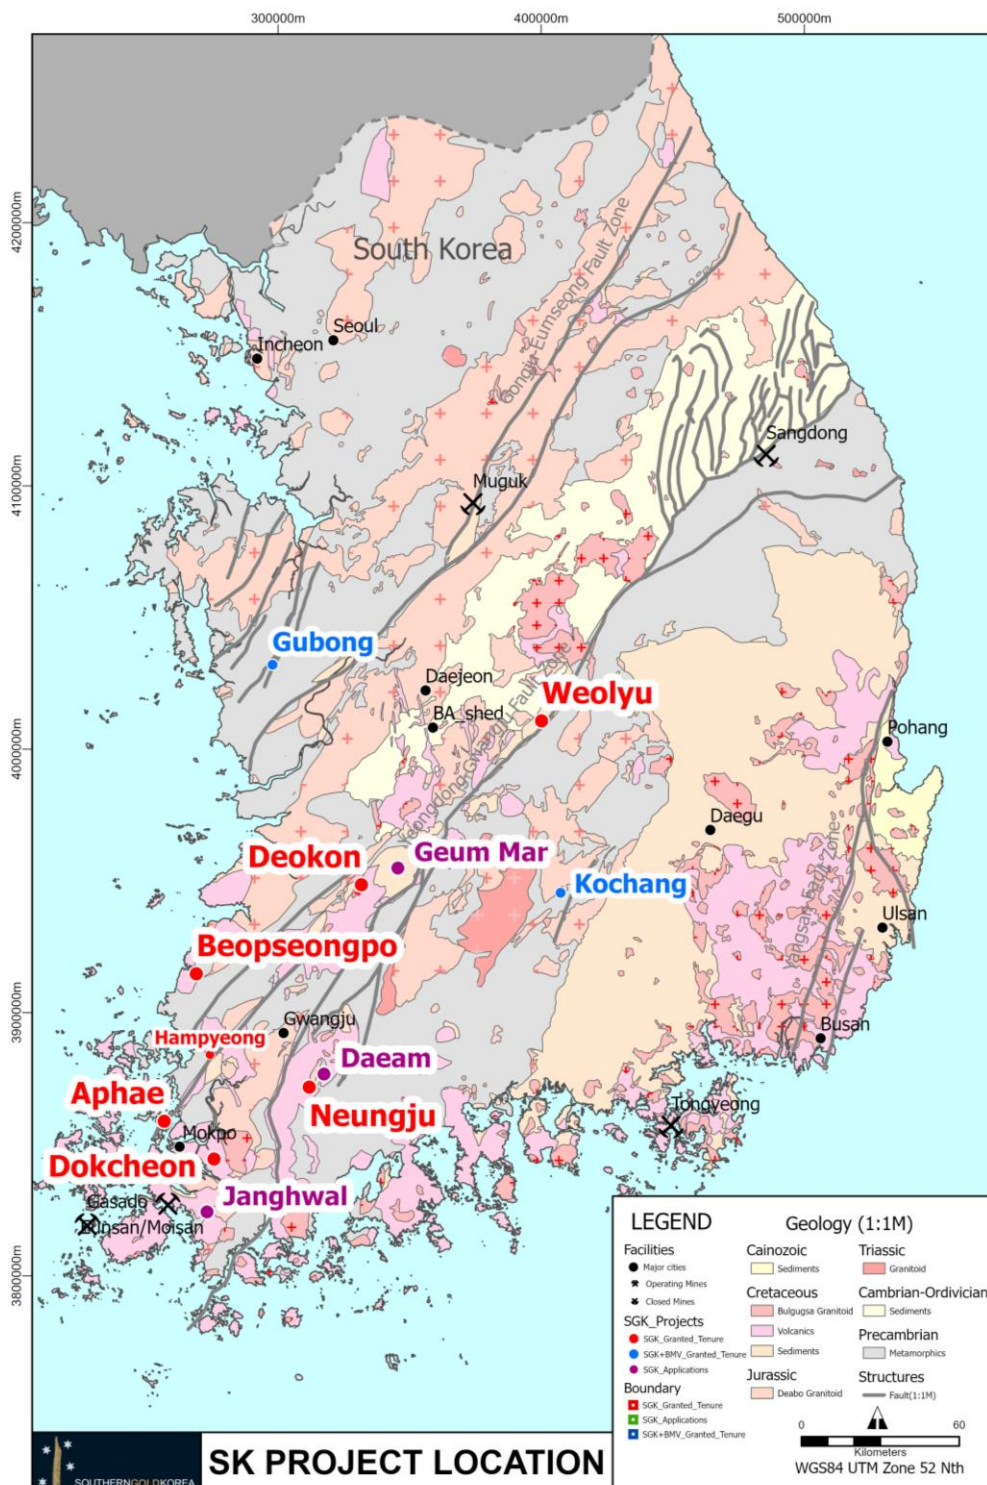 300000m
400000m
500000m
4200000m
4100000m
4000000m
3900000m
3800000m
South Korea
Gongju-Eumseong Fault Zone
Seoul
Incheon
Sangdong
Muguk
Gubong
Daejeon
BA_shed
Weolyu
Pohang
Daegu
Deokon
Geum Mar
Kochang
Ulsan
Beopseongpo
Gwangju
Busan
Hampyeong
Daeam
Aphae
Neungju
Tongyeong
Mokpo
Dokcheon
Janghwal
Gasado
LEGEND
Facilities
Major cities
Operating Mines
Closed Mines
SGK_Projects
SGK_Granted_Tenure
SGK+BMV_Granted_Tenure
SGK_Applications
Boundary
SGK_Granted_Tenure
SGK_Applications
SGK+BMV_Granted_Tenure
Geology (1:1M)
Cainozoic
Sediments
Cretaceous
Bulgugsa Granitoid
Volcanics
Sediments
Jurassic
Deabo Granitoid
Triassic
Granitoid
Cambrian-Ordivician
Sediments
Precambrian
Metamorphics
Structures
Fault(1:1M)
0 60
Kilometers
WGS84 UTM Zone 52 Nth
SOUTHERNGOLDKOREA
SK PROJECT LOCATION